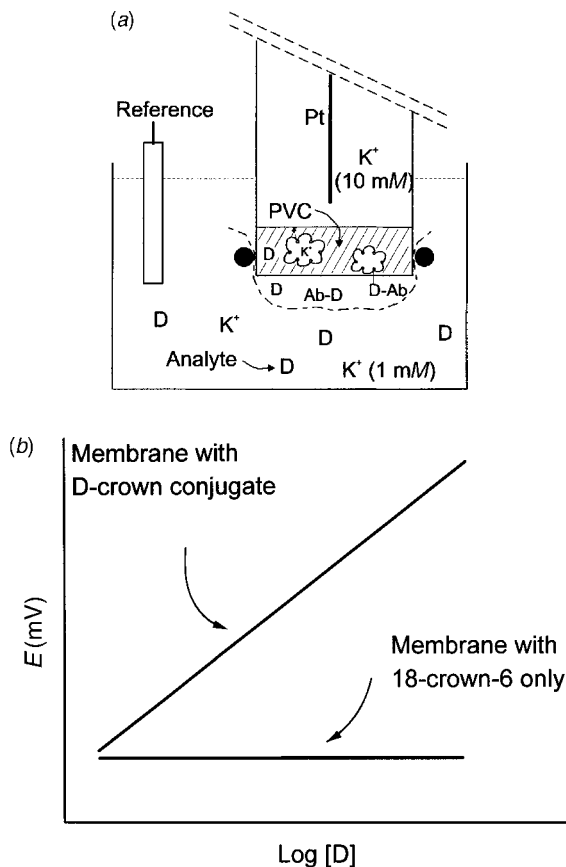 (a)
Reference
Pt
K⁺
(10 mM)
PVC
D K⁺
D Ab-D D-Ab
D K⁺ D D
Analyte D K⁺ (1 mM)
(b)
Membrane with
D-crown conjugate
E (mV)
Membrane with
18-crown-6 only
Log [D]